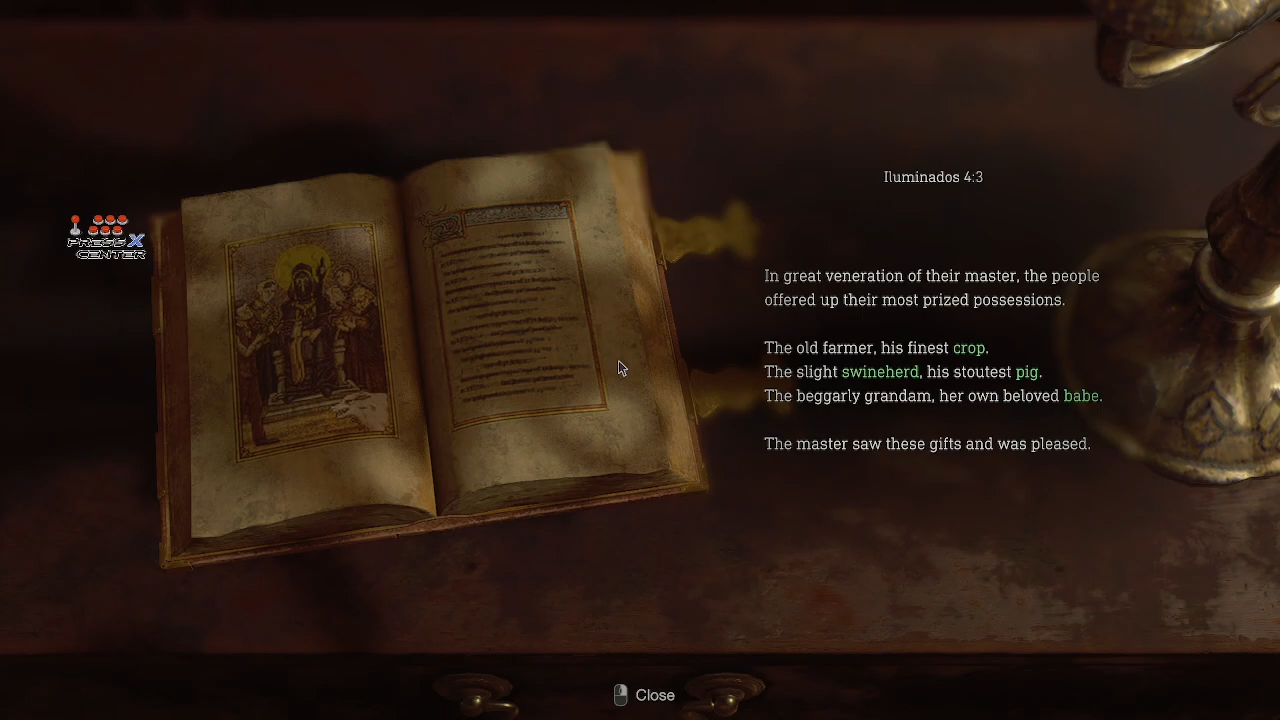 Iluminados 4:3
PRESS X
CENTER
In great veneration of their master, the people
offered up their most prized possessions.
The old farmer, his finest crop.
The slight swineherd, his stoutest pig.
The beggarly grandam, her own beloved babe.
The master saw these gifts and was pleased.
Close